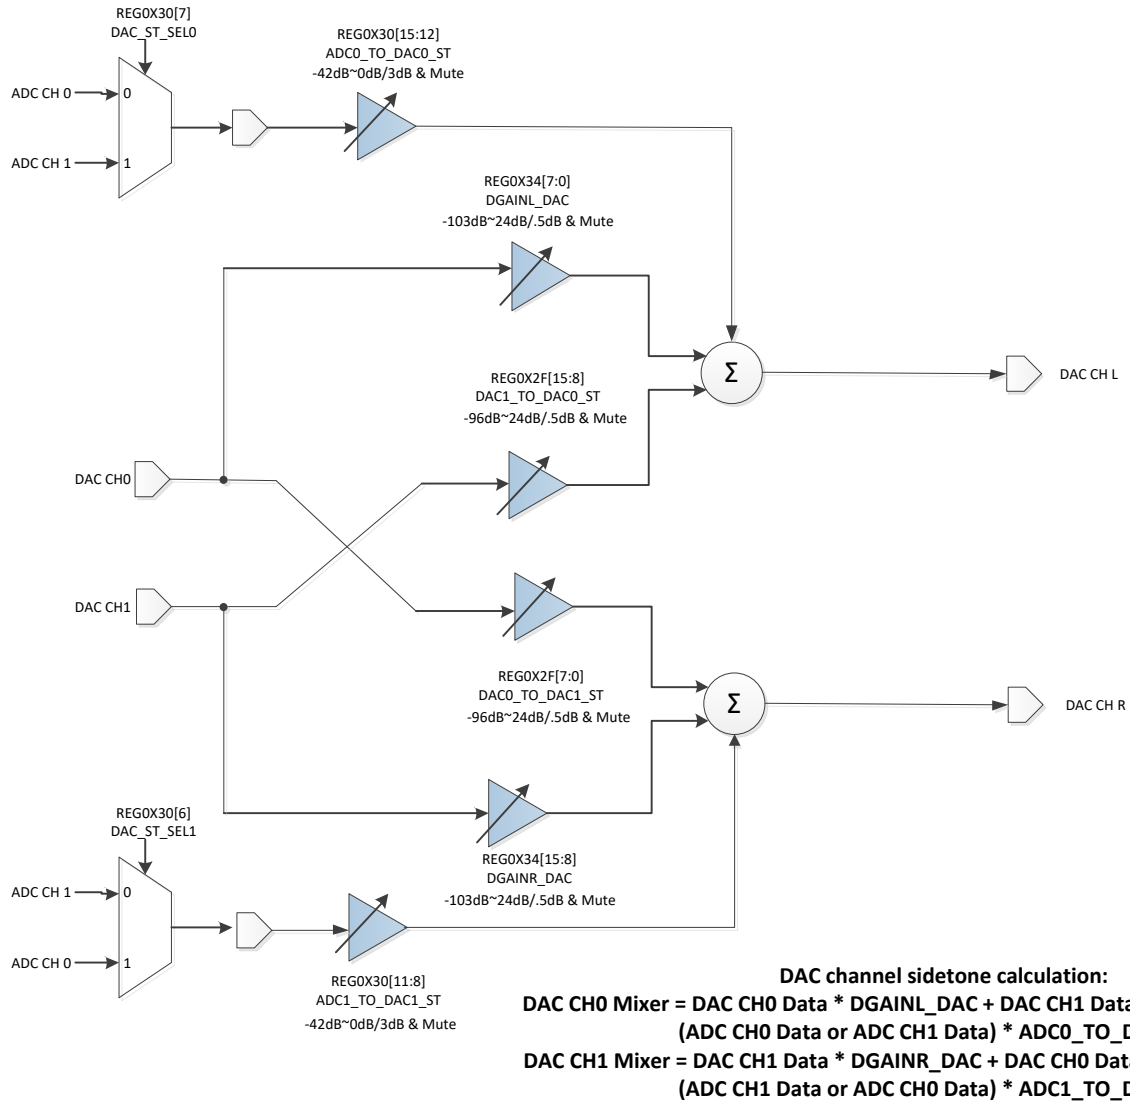 REG0X30[7]
DAC_ST_SEL0
REG0X30[15:12]
ADC0_TO_DAC0_ST
-42dB~0dB/3dB & Mute
ADC CH 0
0
ADC CH 1
1
REG0X34[7:0]
DGAINL_DAC
-103dB~24dB/.5dB & Mute
REG0X2F[15:8]
DAC1_TO_DAC0_ST
-96dB~24dB/.5dB & Mute
Σ
DAC CH L
DAC CH0
DAC CH1
REG0X2F[7:0]
DAC0_TO_DAC1_ST
-96dB~24dB/.5dB & Mute
Σ
DAC CH R
REG0X34[15:8]
DGAINR_DAC
-103dB~24dB/.5dB & Mute
REG0X30[6]
DAC_ST_SEL1
ADC CH 1
0
ADC CH 0
1
REG0X30[11:8]
ADC1_TO_DAC1_ST
-42dB~0dB/3dB & Mute
DAC channel sidetone calculation:
DAC CH0 Mixer = DAC CH0 Data * DGAINL_DAC + DAC CH1 Data
(ADC CH0 Data or ADC CH1 Data) * ADC0_TO_D
DAC CH1 Mixer = DAC CH1 Data * DGAINR_DAC + DAC CH0 Dat
(ADC CH1 Data or ADC CH0 Data) * ADC1_TO_D